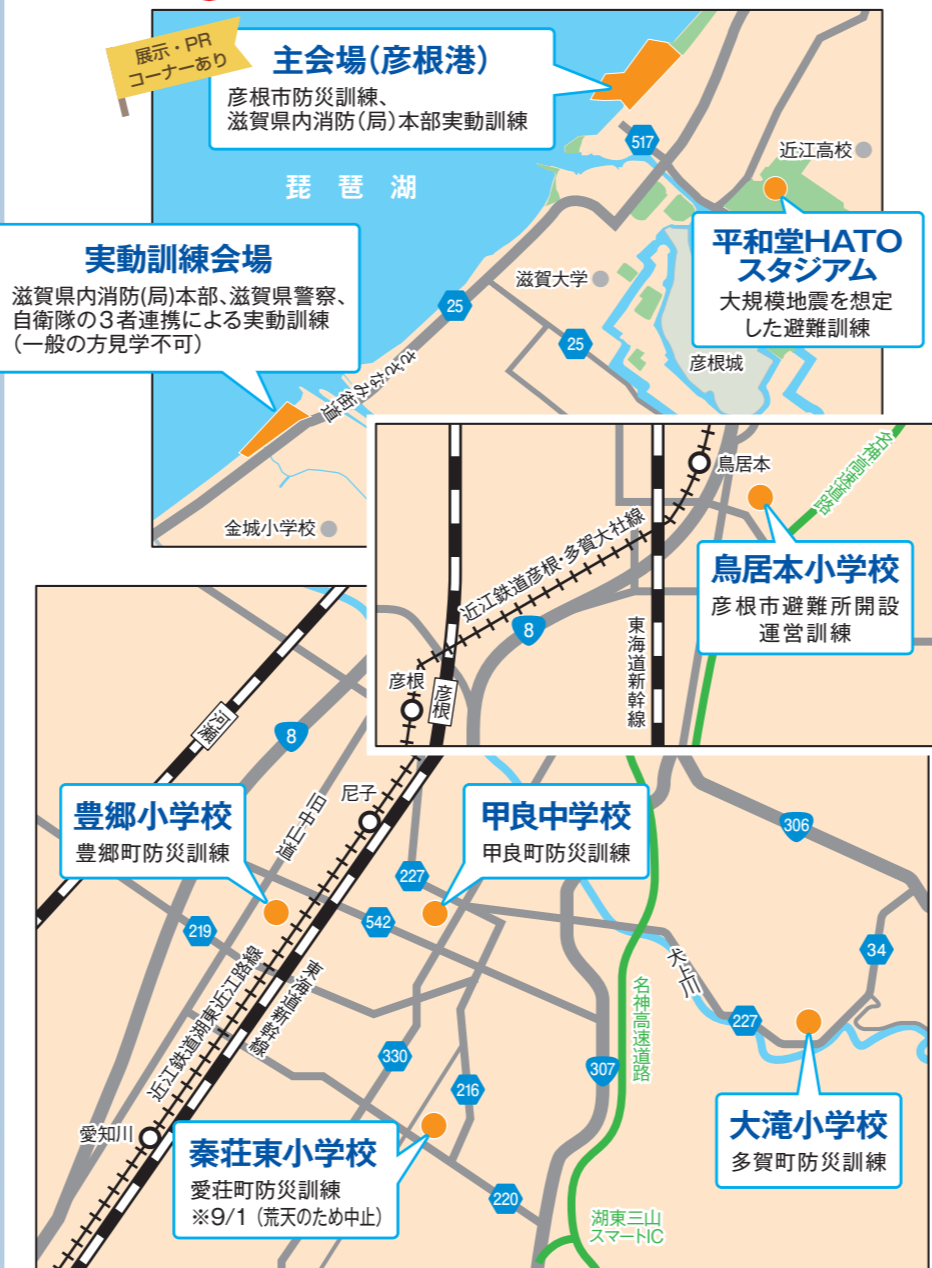 展示・PR
コーナーあり
主会場(彦根港)
彦根市防災訓練、
滋賀県内消防(局)本部実動訓練
517
近江高校
琵琶湖
平和堂HATO
スタジアム
大規模地震を想定
した避難訓練
実動訓練会場
滋賀県内消防(局)本部、滋賀県警察、
自衛隊の3者連携による実動訓練
(一般の方見学不可)
滋賀大学
25
25
彦根城
さざなみ街道
金城小学校
鳥居本
名神高速道路
近江鉄道彦根・多賀大社線
鳥居本小学校
彦根市避難所開設
運営訓練
8
東海道新幹線
彦根
彦根
河瀬
8
尼子
旧中山道
豊郷小学校
豊郷町防災訓練
甲良中学校
甲良町防災訓練
306
227
542
219
34
犬上川
近江鉄道湖東近江路線
東海道新幹線
名神高速道路
227
330
216
307
愛知川
秦荘東小学校
愛荘町防災訓練
※9/1(荒天のため中止)
大滝小学校
多賀町防災訓練
220
湖東三山
スマートIC